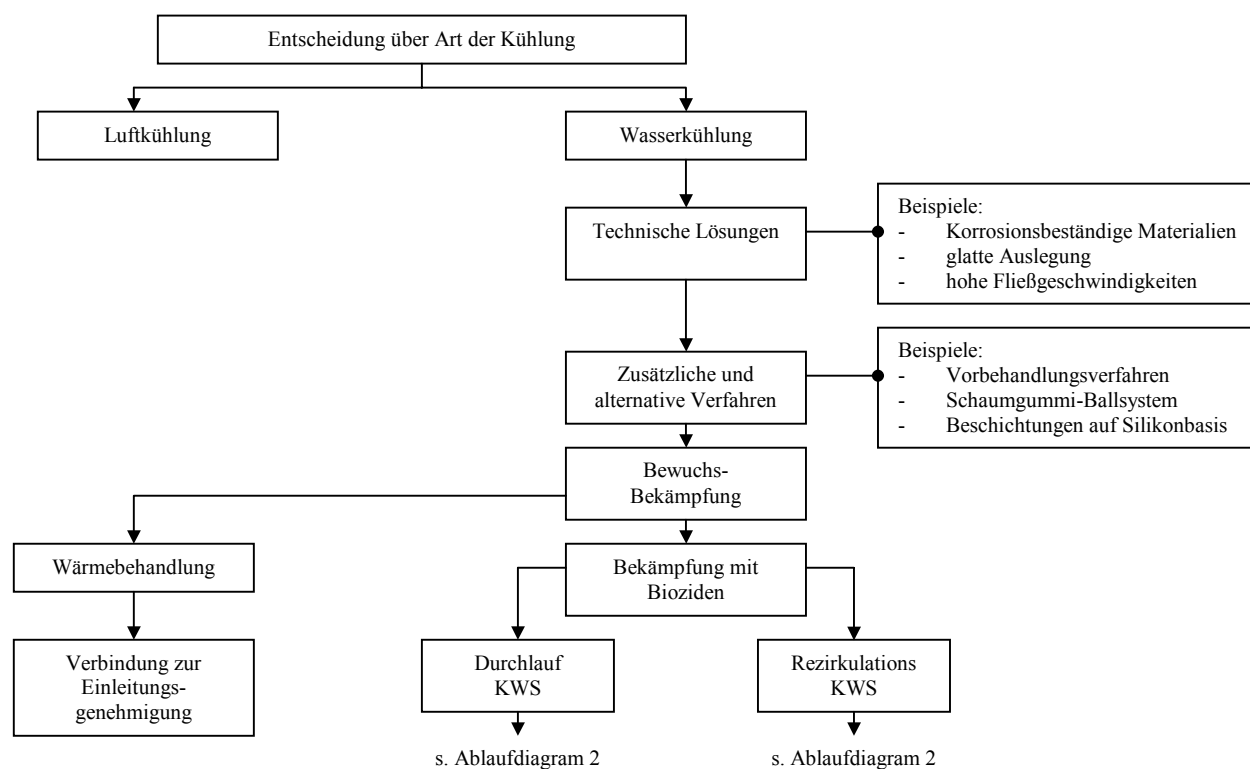 Entscheidung über Art der Kühlung
Luftkühlung
Wasserkühlung
Technische Lösungen
Beispiele:
- Korrosionsbeständige Materialien
- glatte Auslegung
- hohe Fließgeschwindigkeiten
Zusätzliche und
alternative Verfahren
Beispiele:
- Vorbehandlungsverfahren
- Schaumgummi-Ballsystem
- Beschichtungen auf Silikonbasis
Bewuchs-
Bekämpfung
Wärmebehandlung
Bekämpfung mit
Bioziden
Verbindung zur
Einleitungs-
genehmigung
Durchlauf
KWS
Rezirkulations
KWS
s. Ablaufdiagram 2
s. Ablaufdiagram 2